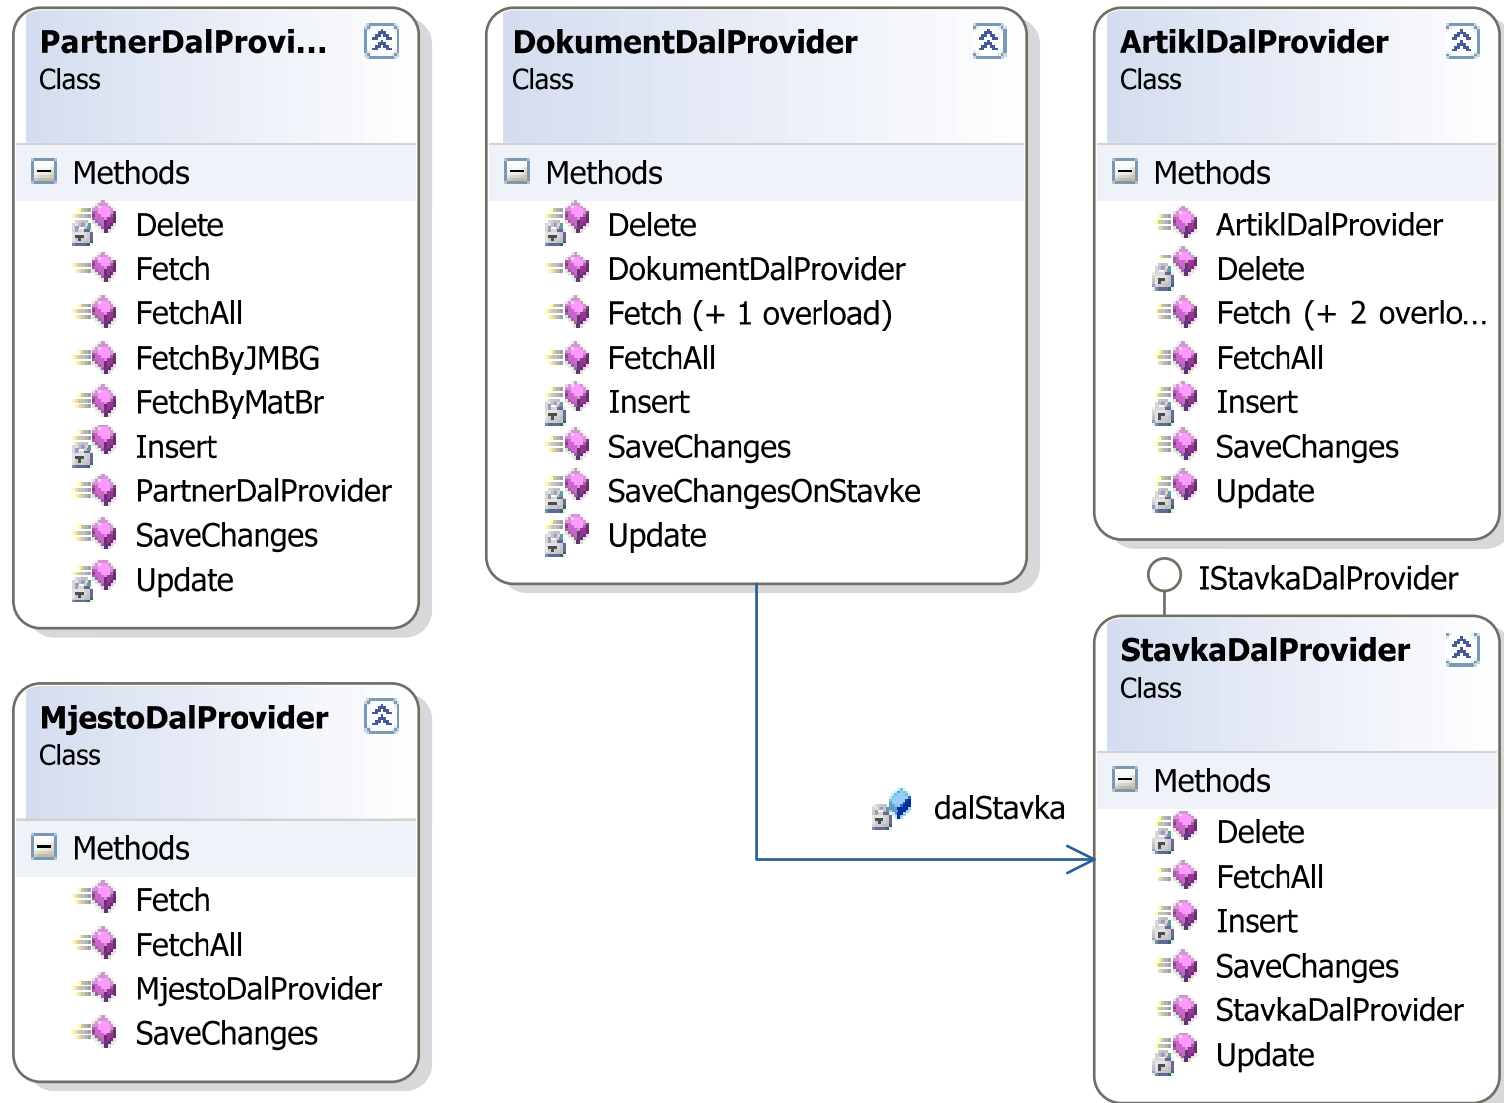 PartnerDalProvi...
Class
Methods
Delete
Fetch
FetchAll
FetchByJMBG
FetchByMatBr
Insert
PartnerDalProvider
SaveChanges
Update
DokumentDalProvider
Class
Methods
Delete
DokumentDalProvider
Fetch (+ 1 overload)
FetchAll
Insert
SaveChanges
SaveChangesOnStavke
Update
ArtiklDalProvider
Class
Methods
ArtiklDalProvider
Delete
Fetch (+ 2 overlo...
FetchAll
Insert
SaveChanges
Update
MjestoDalProvider
Class
Methods
Fetch
FetchAll
MjestoDalProvider
SaveChanges
dalStavka
IStavkaDalProvider
StavkaDalProvider
Class
Methods
Delete
FetchAll
Insert
SaveChanges
StavkaDalProvider
Update